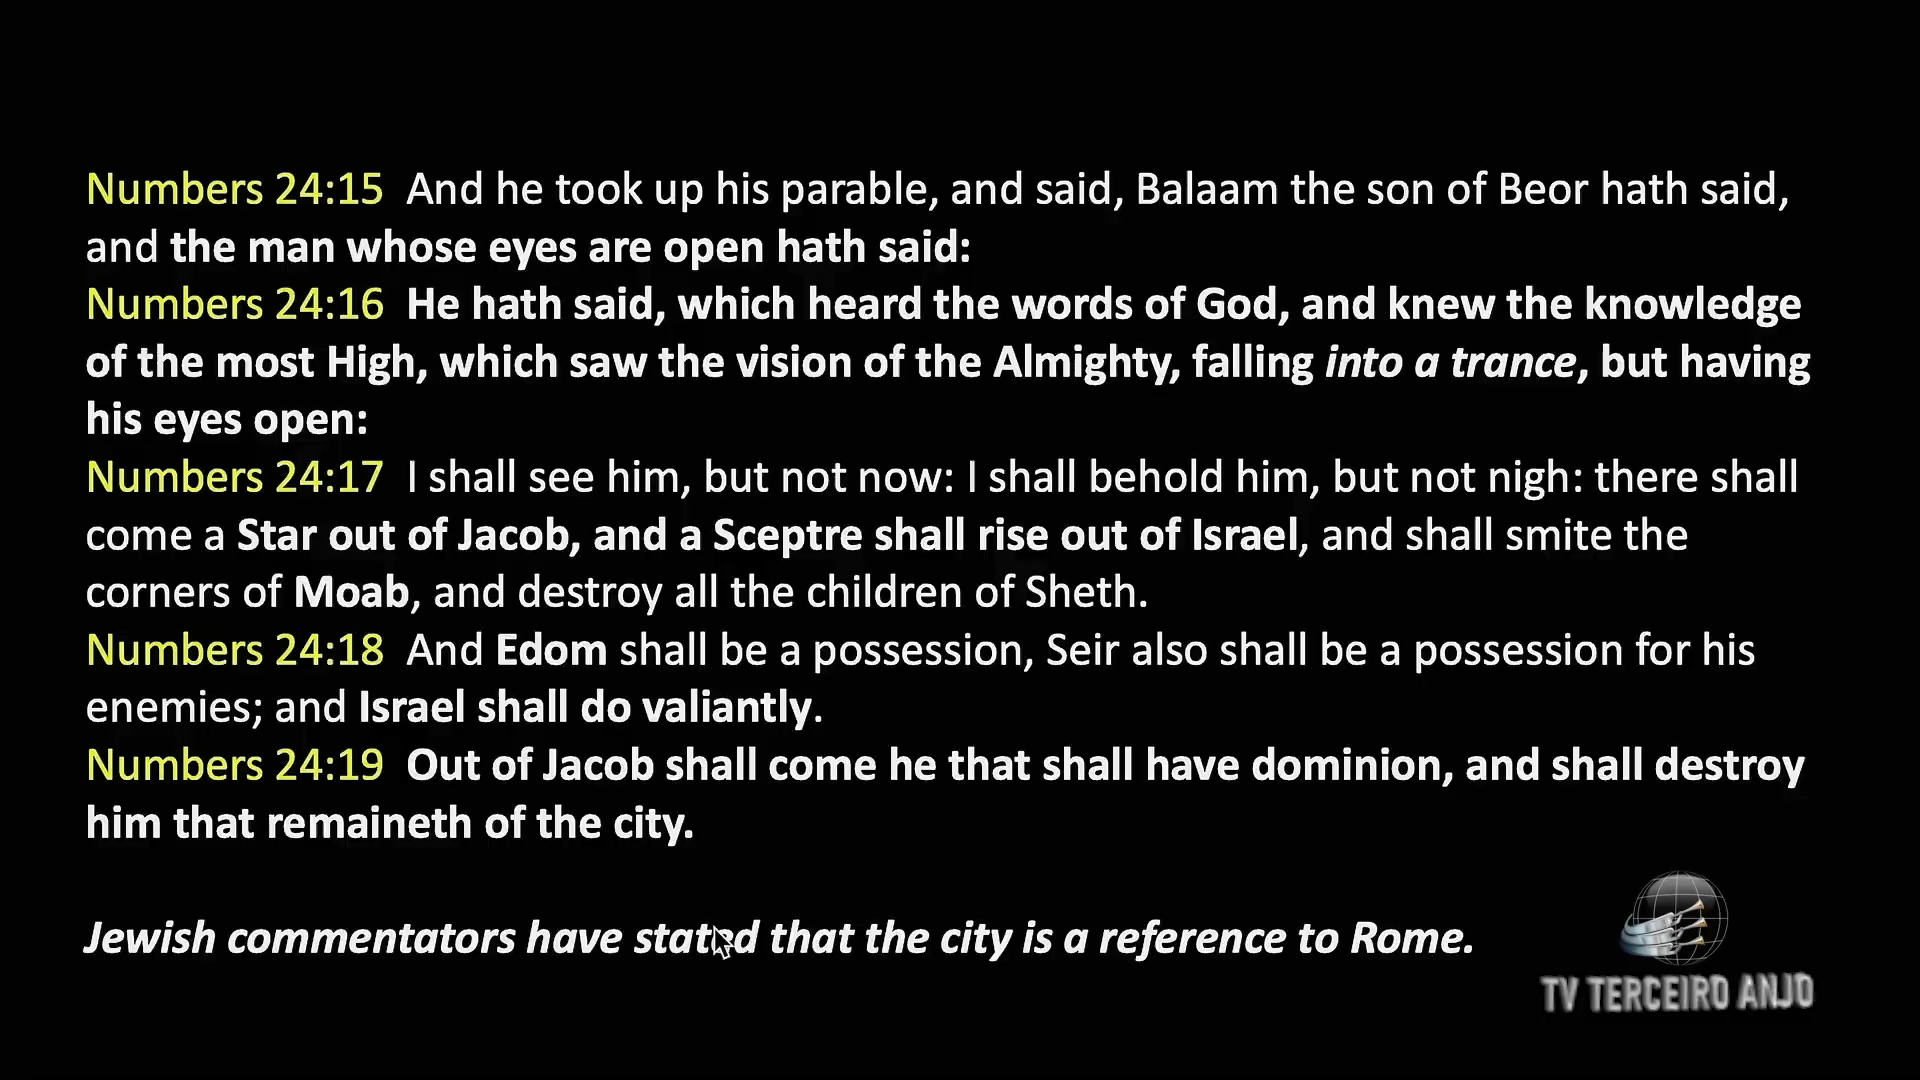 Numbers 24:15 And he took up his parable, and said, Balaam the son of Beor hath said,
and the man whose eyes are open hath said:
Numbers 24:16 He hath said, which heard the words of God, and knew the knowledge
of the most High, which saw the vision of the Almighty, falling into a trance, but having
his eyes open:
Numbers 24:17 I shall see him, but not now: I shall behold him, but not nigh: there shall
come a Star out of Jacob, and a Sceptre shall rise out of Israel, and shall smite the
corners of Moab, and destroy all the children of Sheth.
Numbers 24:18 And Edom shall be a possession, Seir also shall be a possession for his
enemies; and Israel shall do valiantly.
Numbers 24:19 Out of Jacob shall come he that shall have dominion, and shall destroy
him that remaineth of the city.
Jewish commentators have stated that the city is a reference to Rome.
TV TERCEIRO ANJO